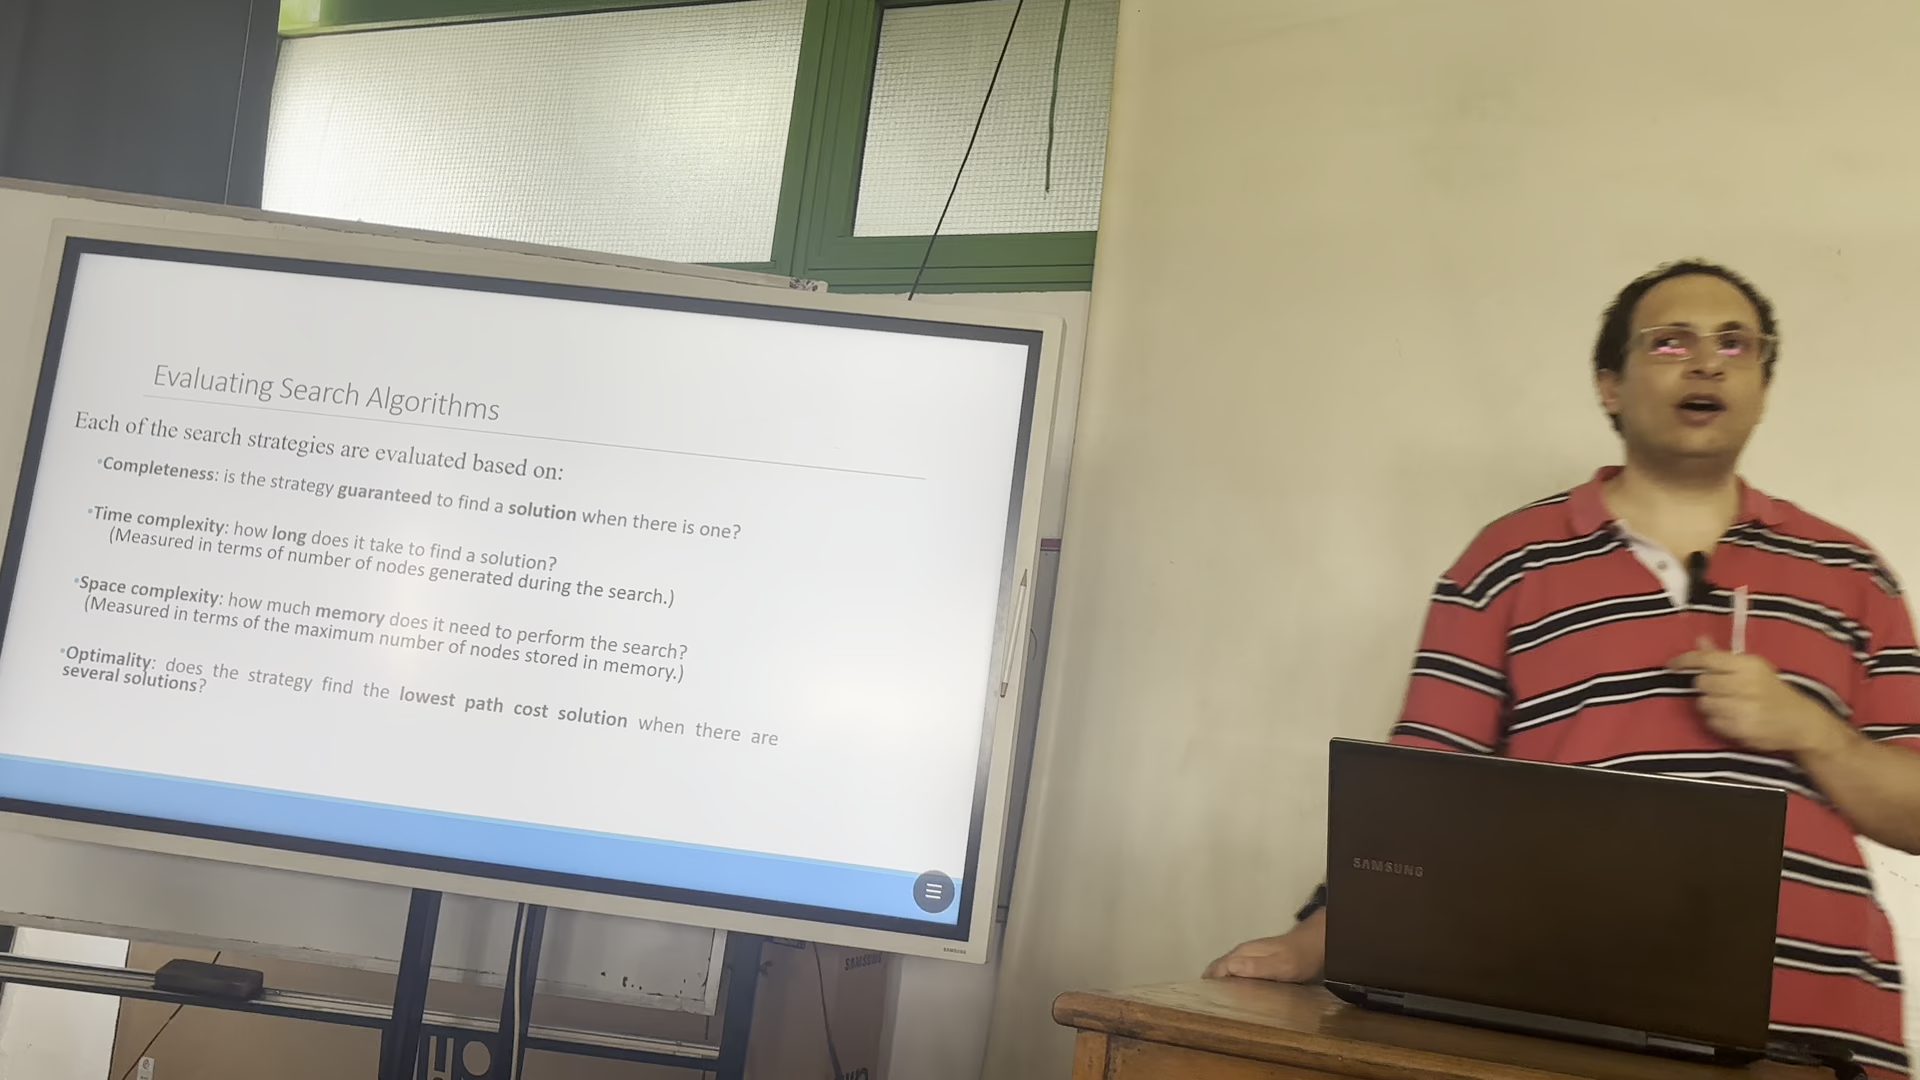 Evaluating Search Algorithms
Each of the search strategies are evaluated based on:
•Completeness: is the strategy guaranteed to find a solution when there is one?
•Time complexity: how long does it take to find a solution?
(Measured in terms of number of nodes generated during the search.)
•Space complexity: how much memory does it need to perform the search?
(Measured in terms of the maximum number of nodes stored in memory.)
•Optimality: does the strategy find the lowest path cost solution when there are
several solutions?
SAMSUNG
SAMSUNG
SAMSUNG